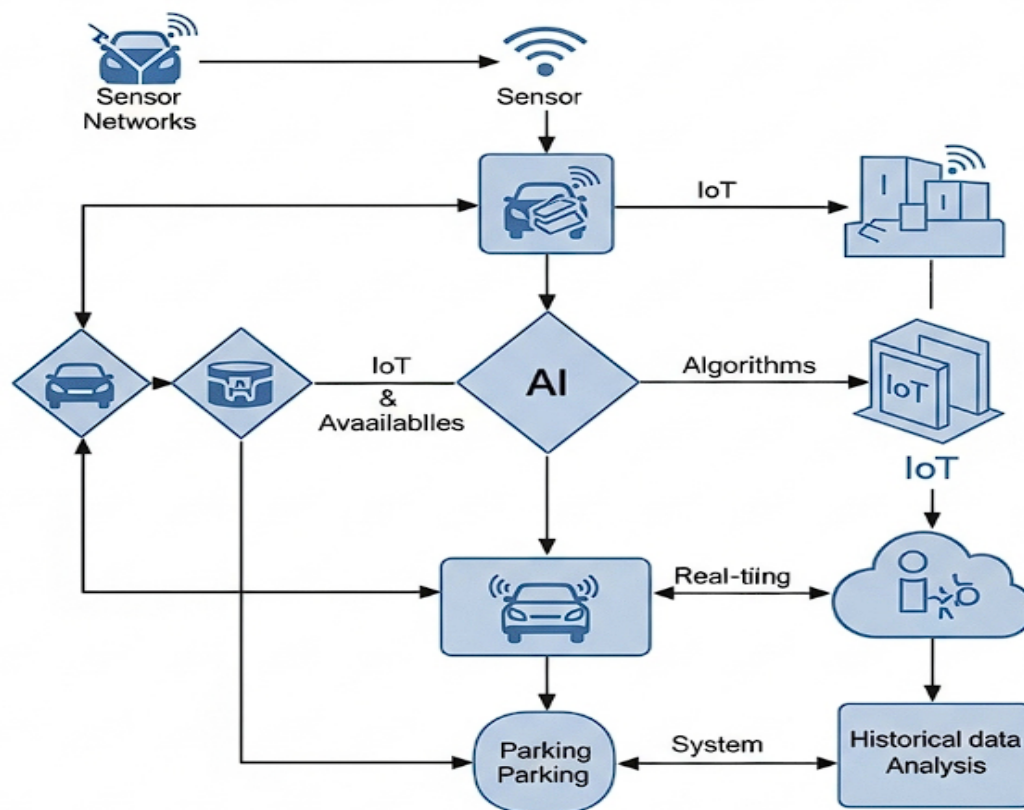 Sensor
Networks
Sensor
IoT
IoT
&
Avaailablles
AI
Algorithms
IoT
IoT
Real-tiing
Parking
Parking
System
Historical data
Analysis